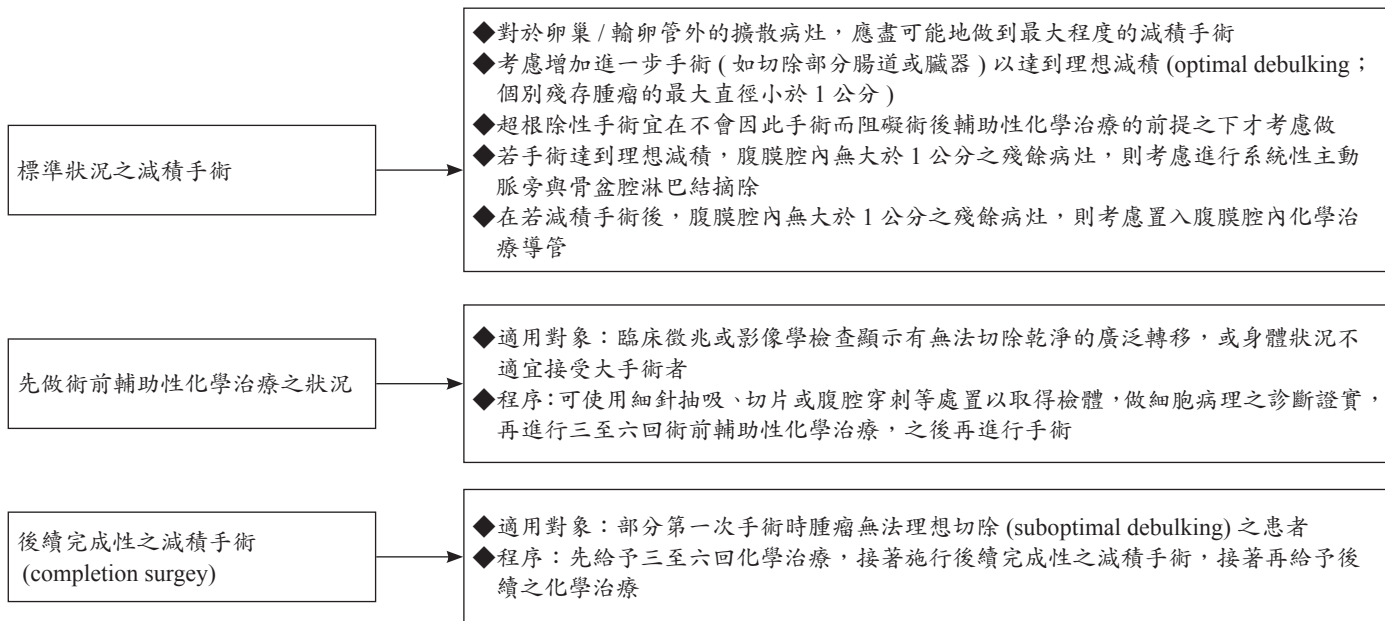 標準狀況之減積手術
◆對於卵巢 / 輸卵管外的擴散病灶，應盡可能地做到最大程度的減積手術
◆考慮增加進一步手術 ( 如切除部分腸道或臟器 ) 以達到理想減積 (optimal debulking；
個別殘存腫瘤的最大直徑小於 1 公分 )
◆超根除性手術宜在不會因此手術而阻礙術後輔助性化學治療的前提之下才考慮做
◆若手術達到理想減積，腹膜腔內無大於 1 公分之殘餘病灶，則考慮進行系統性主動
脈旁與骨盆腔淋巴結摘除
◆在若減積手術後，腹膜腔內無大於 1 公分之殘餘病灶，則考慮置入腹膜腔內化學治
療導管
先做術前輔助性化學治療之狀況
◆適用對象：臨床徵兆或影像學檢查顯示有無法切除乾淨的廣泛轉移，或身體狀況不
適宜接受大手術者
◆程序：可使用細針抽吸、切片或腹腔穿刺等處置以取得檢體，做細胞病理之診斷證實，
再進行三至六回術前輔助性化學治療，之後再進行手術
後續完成性之減積手術
(completion surgey)
◆適用對象：部分第一次手術時腫瘤無法理想切除 (suboptimal debulking) 之患者
◆程序：先給予三至六回化學治療，接著施行後續完成性之減積手術，接著再給予後
續之化學治療